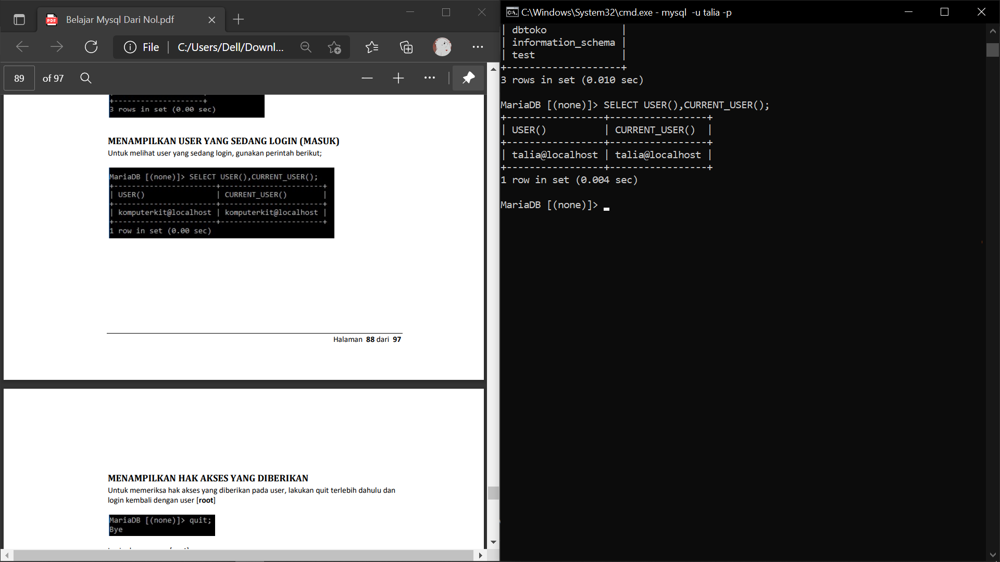 Belajar Mysql Dari Nol.pdf
File
C:/Users/Dell/Downl...
89
of 97
+--------------------+
3 rows in set (0.00 sec)
MENAMPILKAN USER YANG SEDANG LOGIN (MASUK)
Untuk melihat user yang sedang login, gunakan perintah berikut;
MariaDB [(none)]> SELECT USER(),CURRENT_USER();
+-----------------------+-----------------------+
| USER() | CURRENT_USER() |
+-----------------------+-----------------------+
| komputerkit@localhost | komputerkit@localhost |
+-----------------------+-----------------------+
1 row in set (0.00 sec)
Halaman 88 dari 97
MENAMPILKAN HAK AKSES YANG DIBERIKAN
Untuk memeriksa hak akses yang diberikan pada user, lakukan quit terlebih dahulu dan
login kembali dengan user [root]
MariaDB [(none)]> quit;
Bye
C:\Windows\System32\cmd.exe - mysql -u talia -p
| dbtoko |
| information_schema |
| test |
+--------------------+
3 rows in set (0.010 sec)
MariaDB [(none)]> SELECT USER(),CURRENT_USER();
+-----------------+-----------------+
| USER() | CURRENT_USER() |
+-----------------+-----------------+
| talia@localhost | talia@localhost |
+-----------------+-----------------+
1 row in set (0.004 sec)
MariaDB [(none)]>